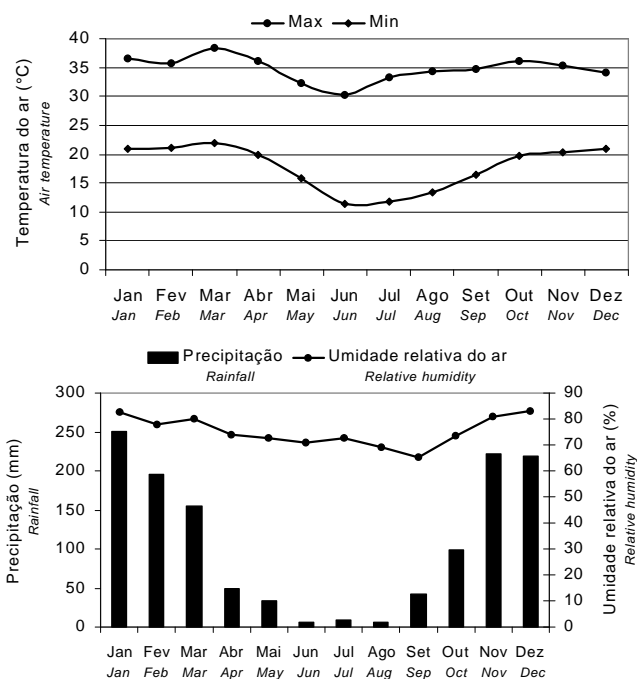 Max Min
40
35
30
25
20
15
10
5
0
Temperatura do ar (°C)
Air temperature
Jan Fev Mar Abr Mai Jun Jul Ago Set Out Nov Dez
Jan Feb Mar Apr May Jun Jul Aug Sep Oct Nov Dec
Precipitação Umidade relativa do ar
Rainfall Relative humidity
300
250
200
150
100
50
0
Precipitação (mm)
Rainfall
90
80
70
60
50
40
30
20
10
0
Umidade relativa do ar (%)
Relative humidity
Jan Fev Mar Abr Mai Jun Jul Ago Set Out Nov Dez
Jan Feb Mar Apr May Jun Jul Aug Sep Oct Nov Dec